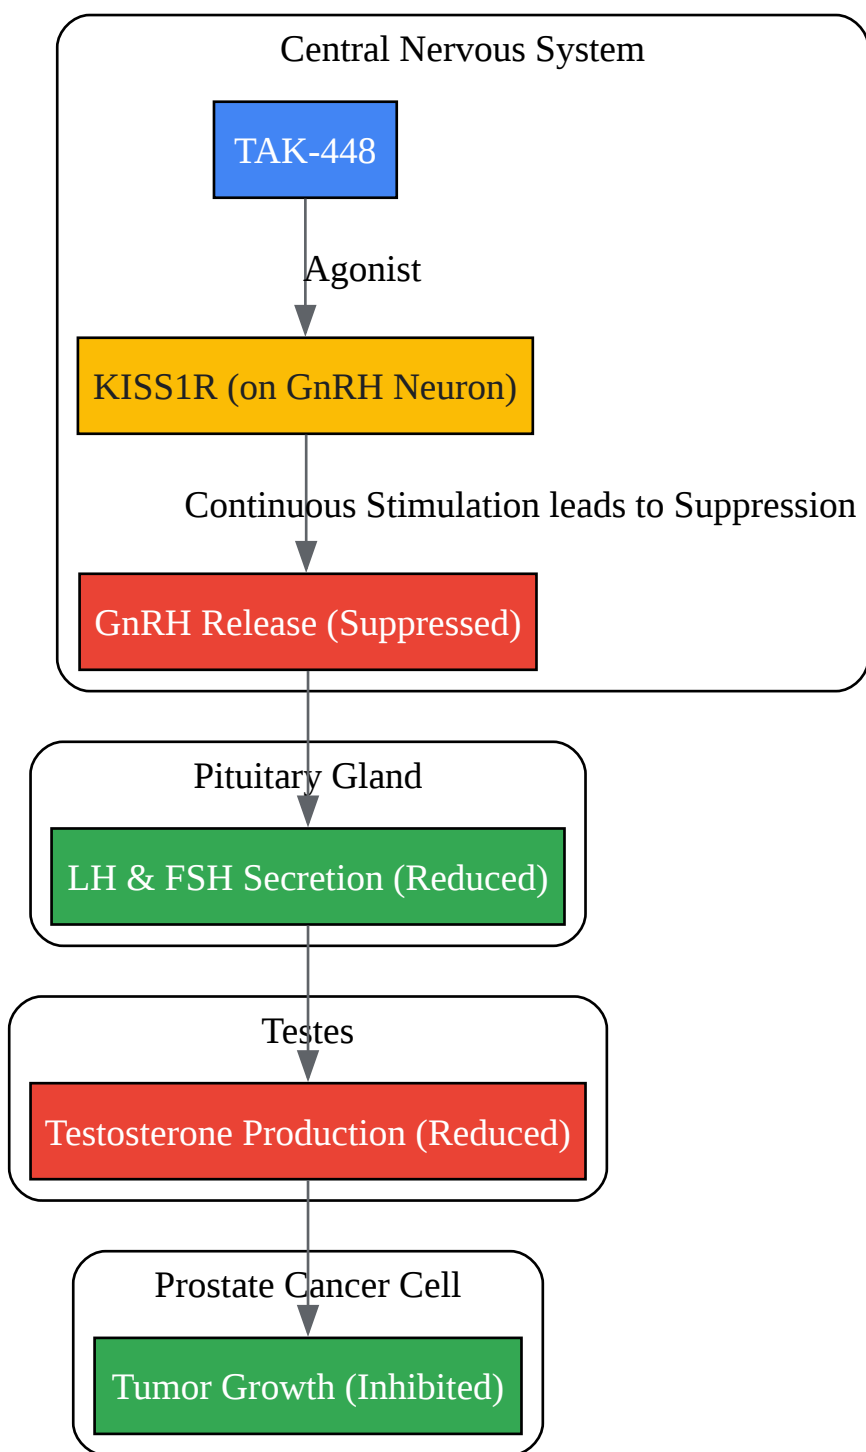 Central Nervous System
TAK-448
Agonist
KISS1R (on GnRH Neuron)
Continuous Stimulation leads to Suppression
GnRH Release (Suppressed)
Pituitary Gland
LH & FSH Secretion (Reduced)
Testes
Testosterone Production (Reduced)
Prostate Cancer Cell
Tumor Growth (Inhibited)